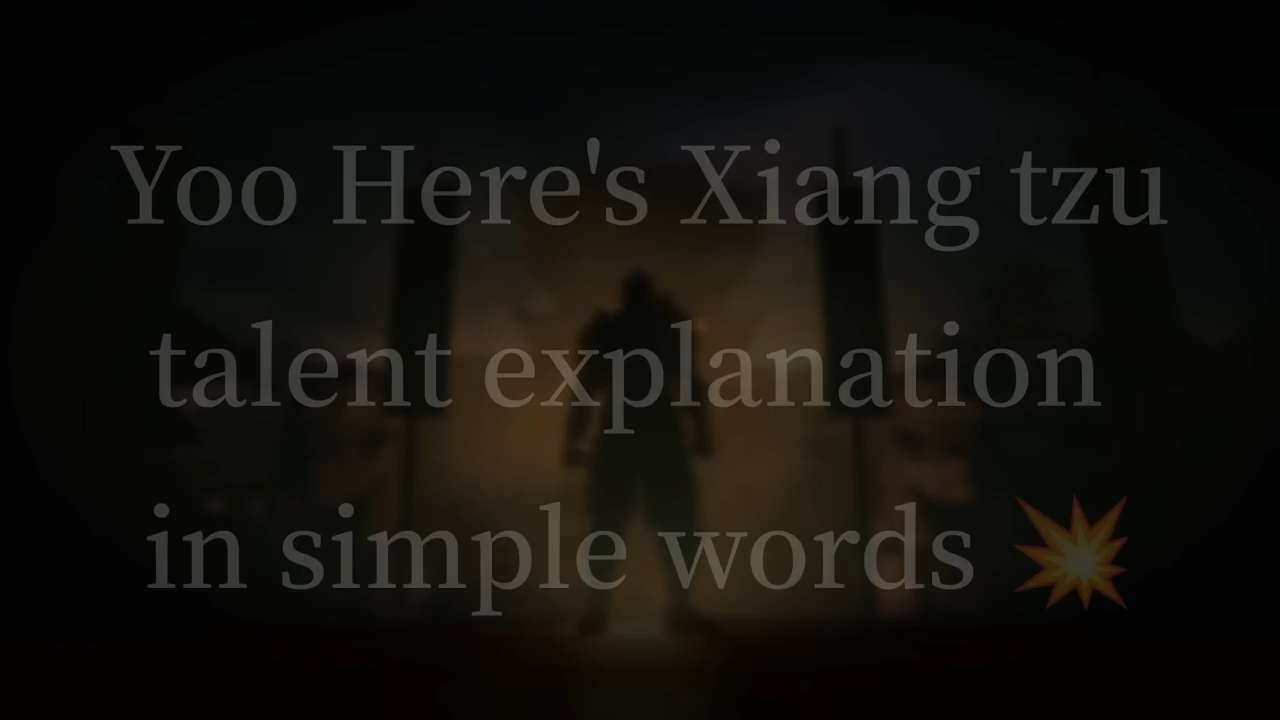 Yoo Here's Xiang tzu
talent explanation
in simple words 💥